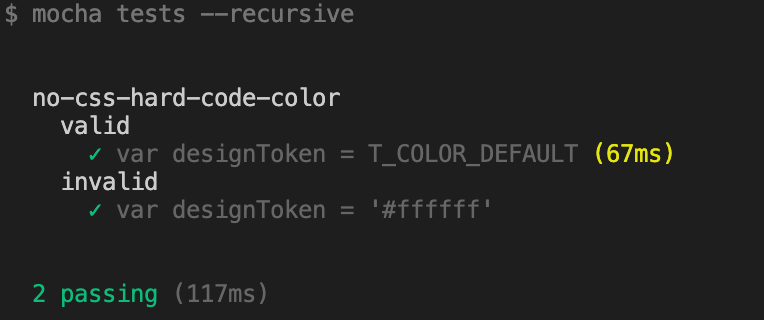 $ mocha tests --recursive
no-css-hard-code-color
valid
✓ var designToken = T_COLOR_DEFAULT (67ms)
invalid
✓ var designToken = '#ffffff'
2 passing (117ms)